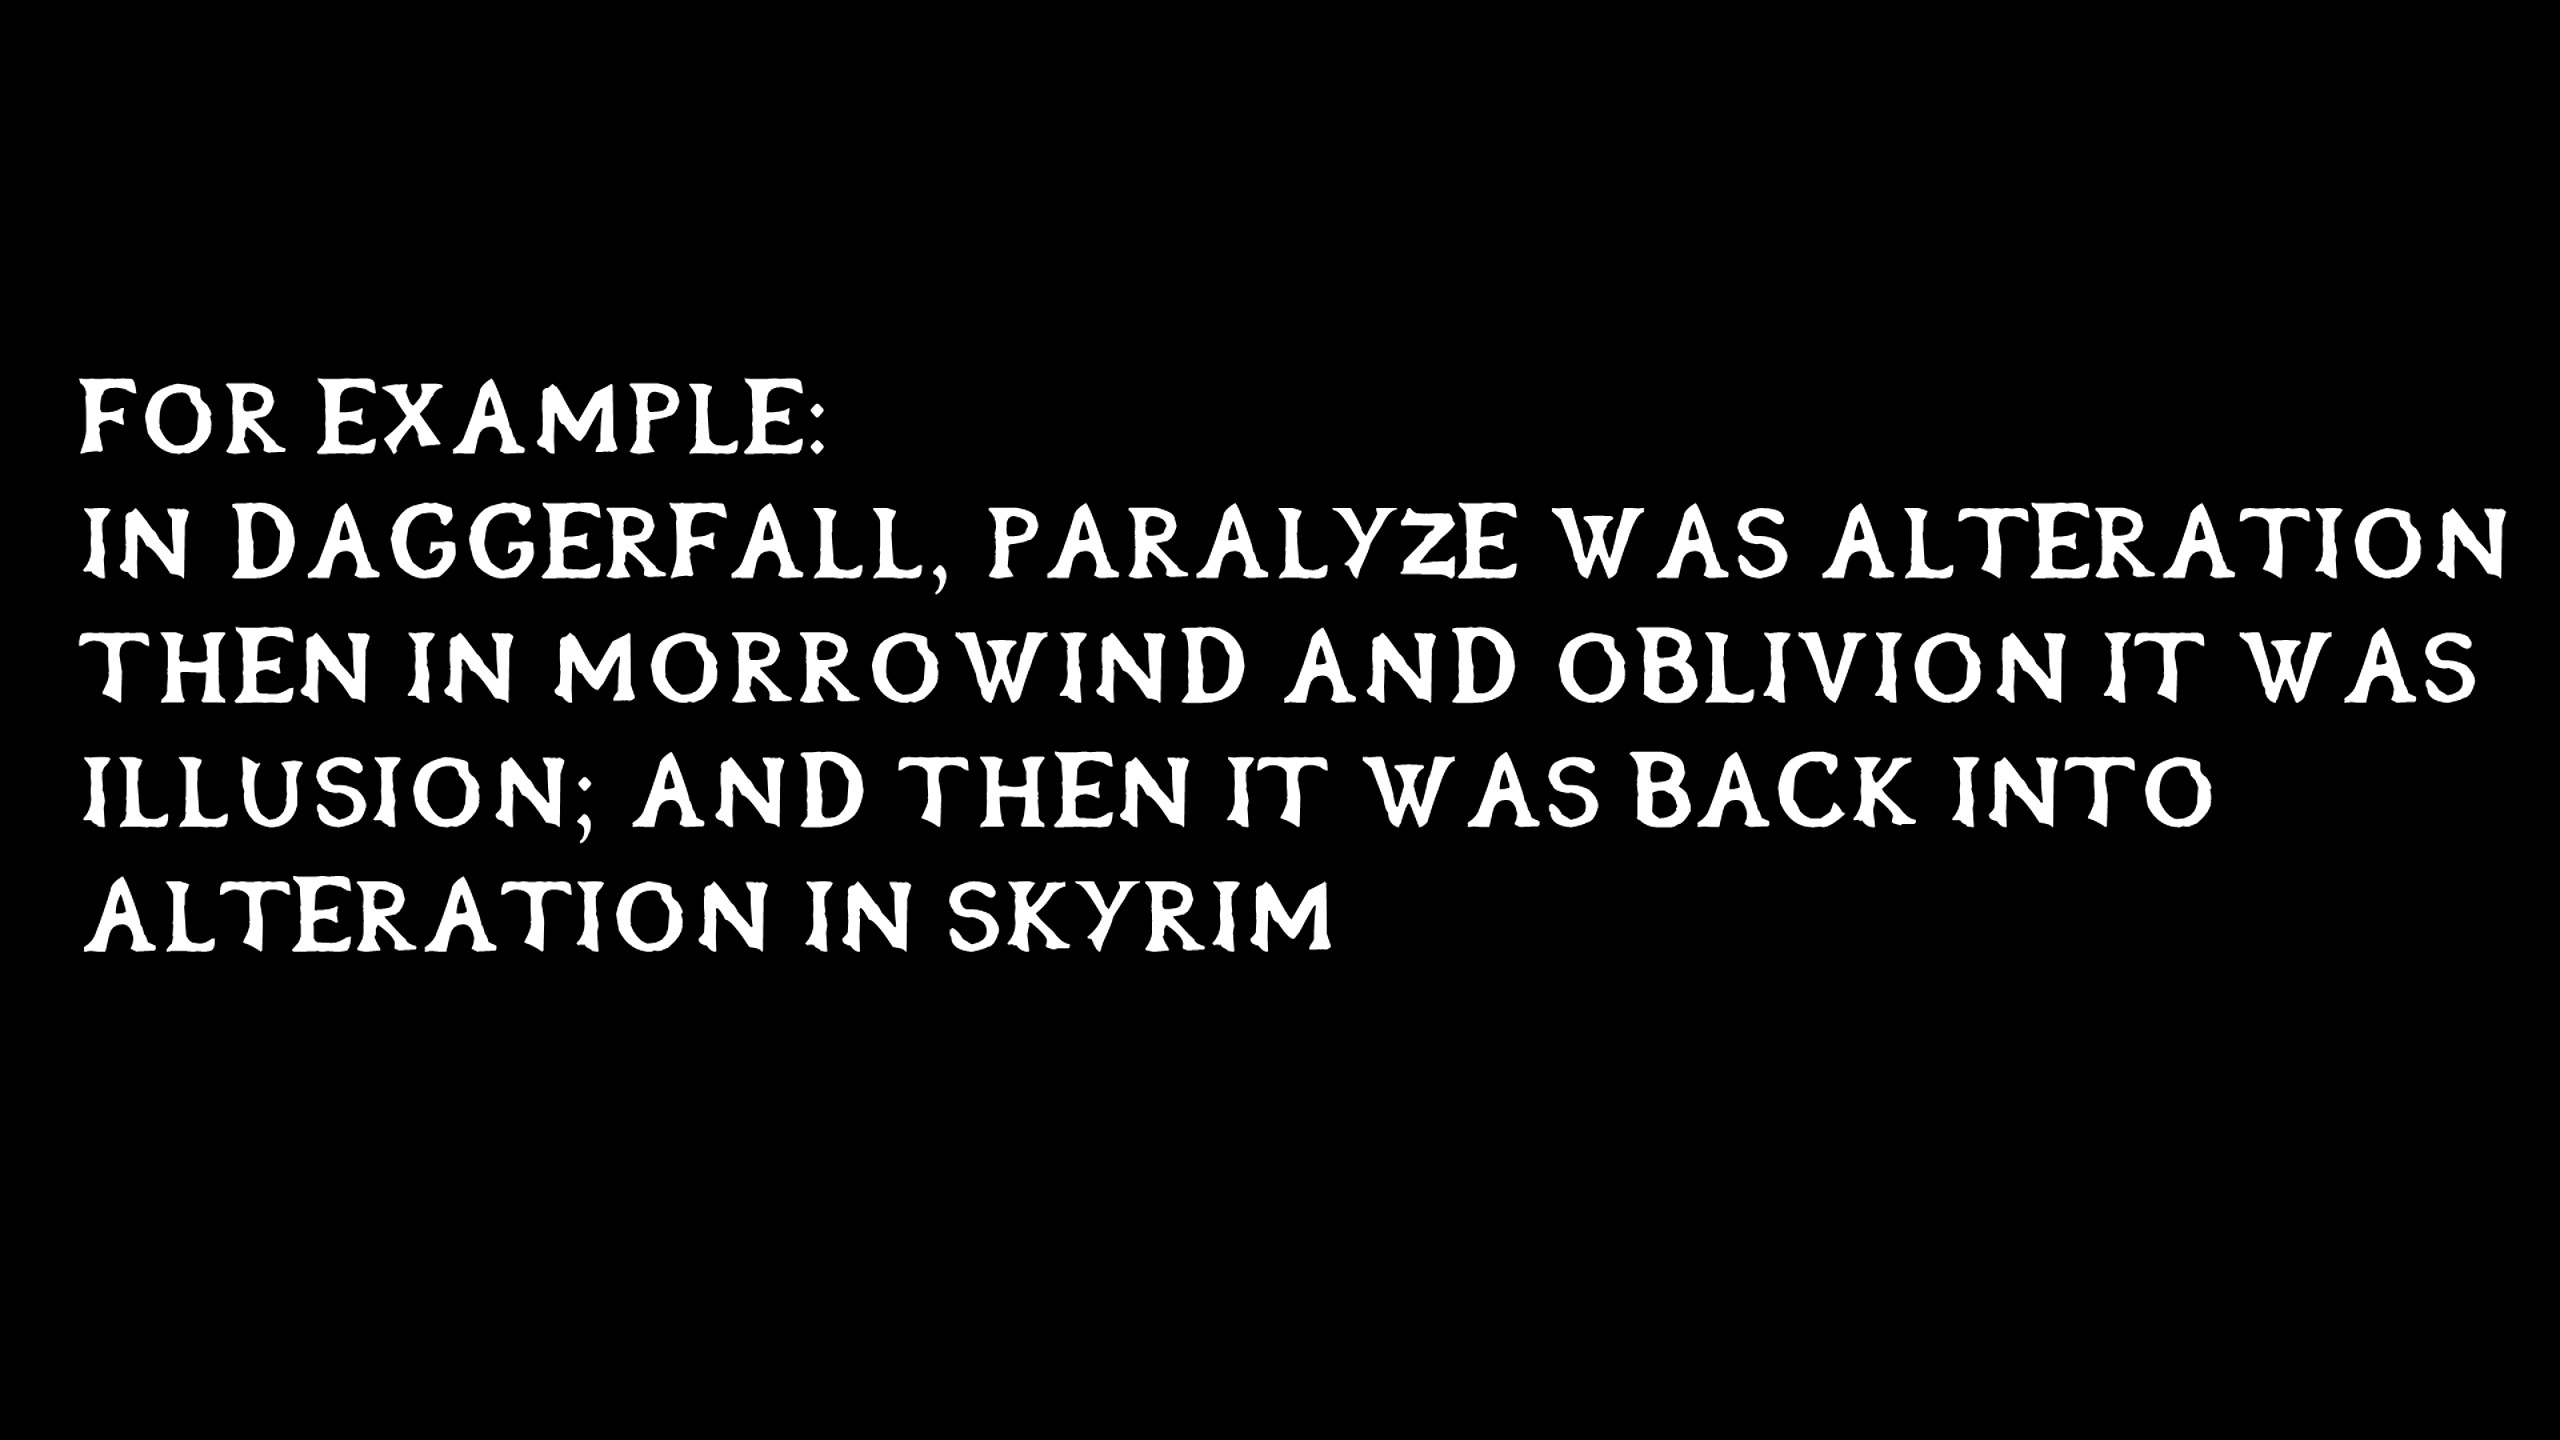 FOR EXAMPLE:
IN DAGGERFALL, PARALYZE WAS ALTERATION
THEN IN MORROWIND AND OBLIVION IT WAS
ILLUSION; AND THEN IT WAS BACK INTO
ALTERATION IN SKYRIM